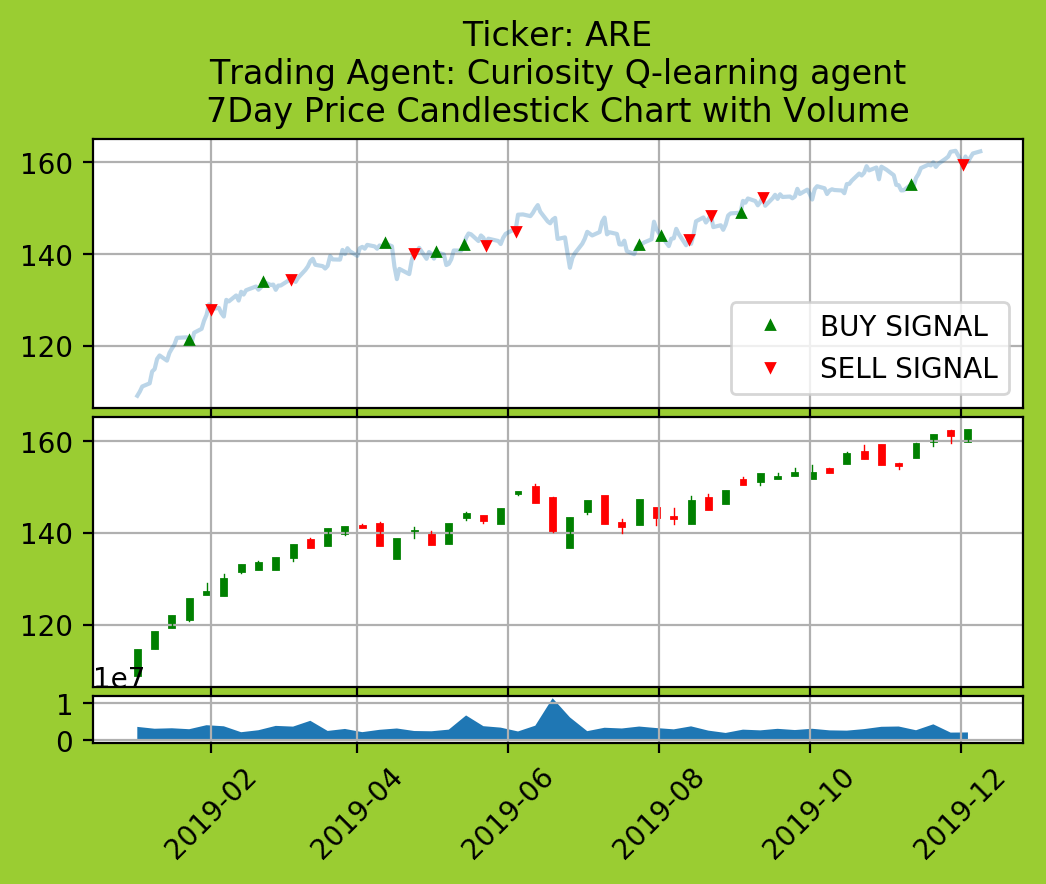 Ticker: ARE
Trading Agent: Curiosity Q-learning agent
7Day Price Candlestick Chart with Volume
160
140
120
BUY SIGNAL
SELL SIGNAL
160
140
120
1e7
1
0
2019-02
2019-04
2019-06
2019-08
2019-10
2019-12